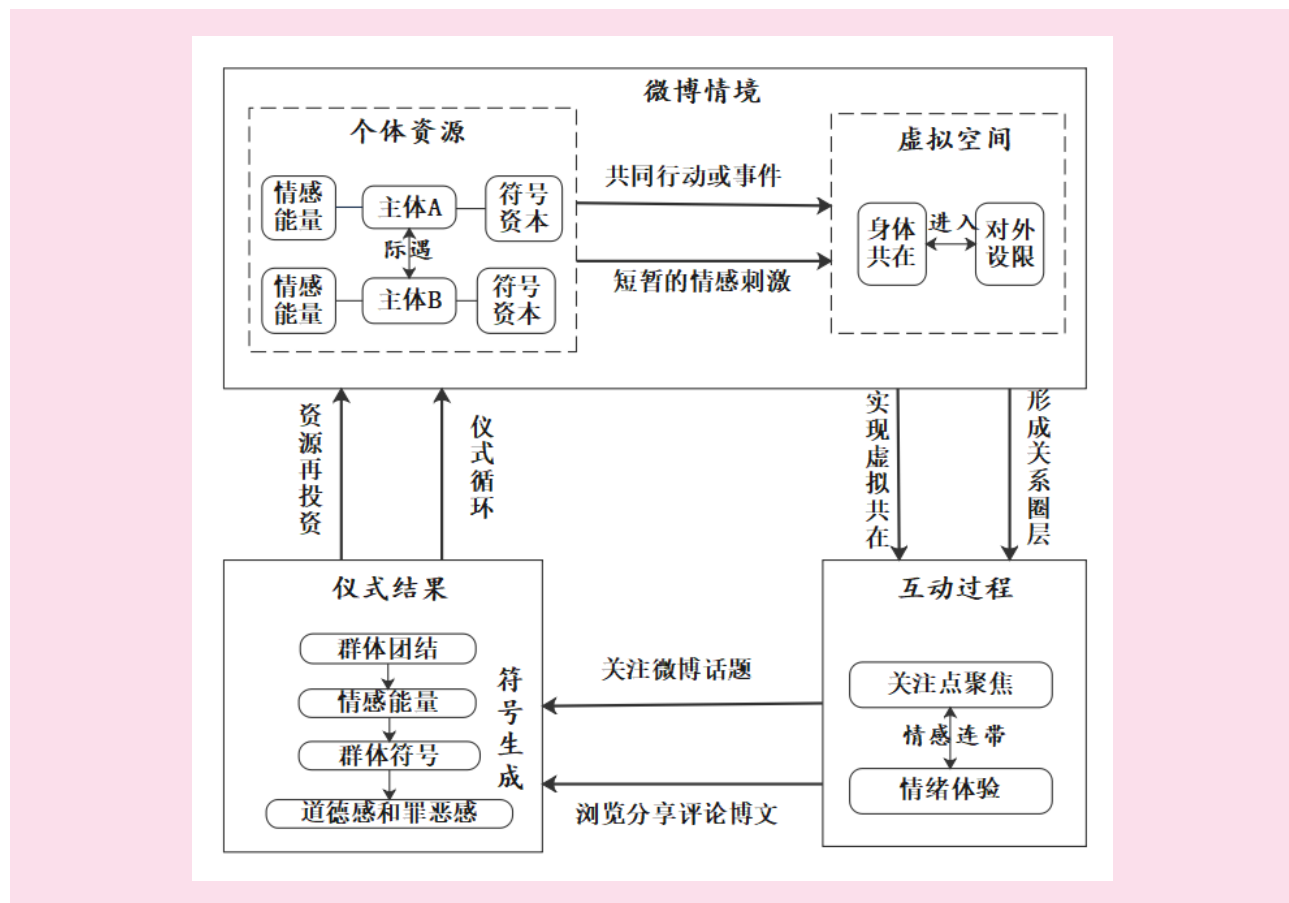 微博情境
个体资源
虚拟空间
情感
能量
主体A
符号
资本
际遇
情感
能量
主体B
符号
资本
共同行动或事件
短暂的情感刺激
身体
共在
进入
对外
设限
资源再投资
仪式循环
实现虚拟共在
形成关系圈层
仪式结果
群体团结
情感能量
群体符号
道德感和罪恶感
符号生成
关注微博话题
浏览分享评论博文
互动过程
关注点聚焦
情感连带
情绪体验